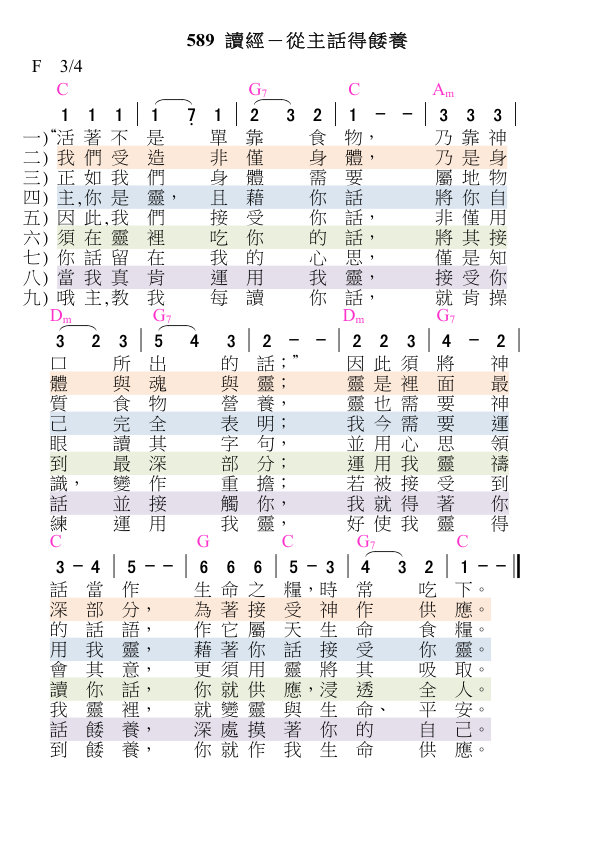 589 讀經－從主話得餧養
F 3/4
C G7 C Am
1 1 1 | 1 7̣ 1 | 2 3 2 | 1 － － | 3 3 3 |
一)“活著不是單靠食物，乃靠神
二)我們受造非僅身體，乃是身
三)正如我們身體需要屬地物
四)主,你是靈，且藉你話將你自
五)因此,我們接受你話，非僅用
六)須在靈裡吃你的話，將其接
七)你話留在我的心思，僅是知
八)當我真肯運用我靈，接受你
九)哦主,教我每讀你話，就肯操
Dm G7 Dm G7
3 2 3 | 5 4 3 | 2 － － | 2 2 3 | 4 － 2 |
口所出的話；”因此須將神
體與魂與靈；靈是裡面最
質食物營養，靈也需要神
己完全表明；我今需要運
眼讀其字句，並用心思領
到最深部分；運用我靈禱
識，變作重擔；若被接受到
話並接觸你，我就得著你
練運用我靈，好使我靈得
C G C G7 C
3 － 4 | 5 － － | 6 6 6 | 5 － 3 | 4 3 2 | 1 － － ‖
話當作生命之糧，時常吃下。
深部分，為著接受神作供應。
的話語，作它屬天生命食糧。
用我靈，藉著你話接受你靈。
會其意，更須用靈將其吸取。
讀你話，你就供應，浸透全人。
我靈裡，就變靈與生命、平安。
話餧養，深處摸著你的自己。
到餧養，你就作我生命供應。